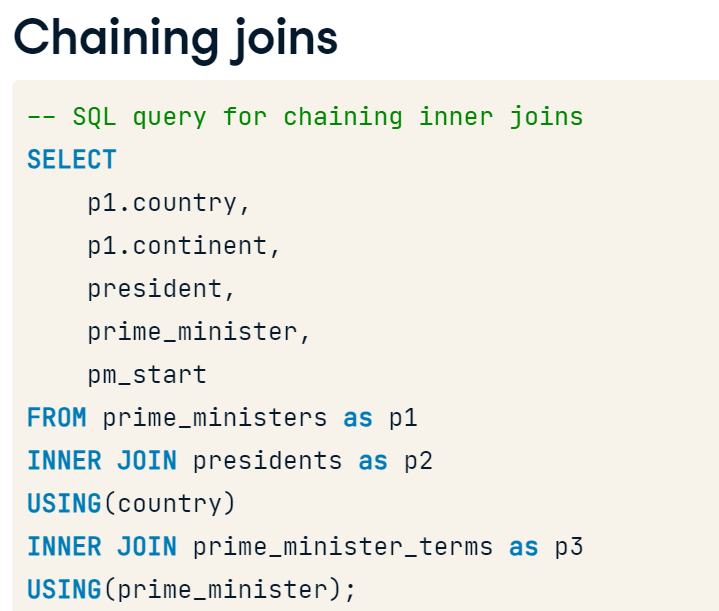 Chaining joins
-- SQL query for chaining inner joins
SELECT
    p1.country,
    p1.continent,
    president,
    prime_minister,
    pm_start
FROM prime_ministers as p1
INNER JOIN presidents as p2
USING(country)
INNER JOIN prime_minister_terms as p3
USING(prime_minister);